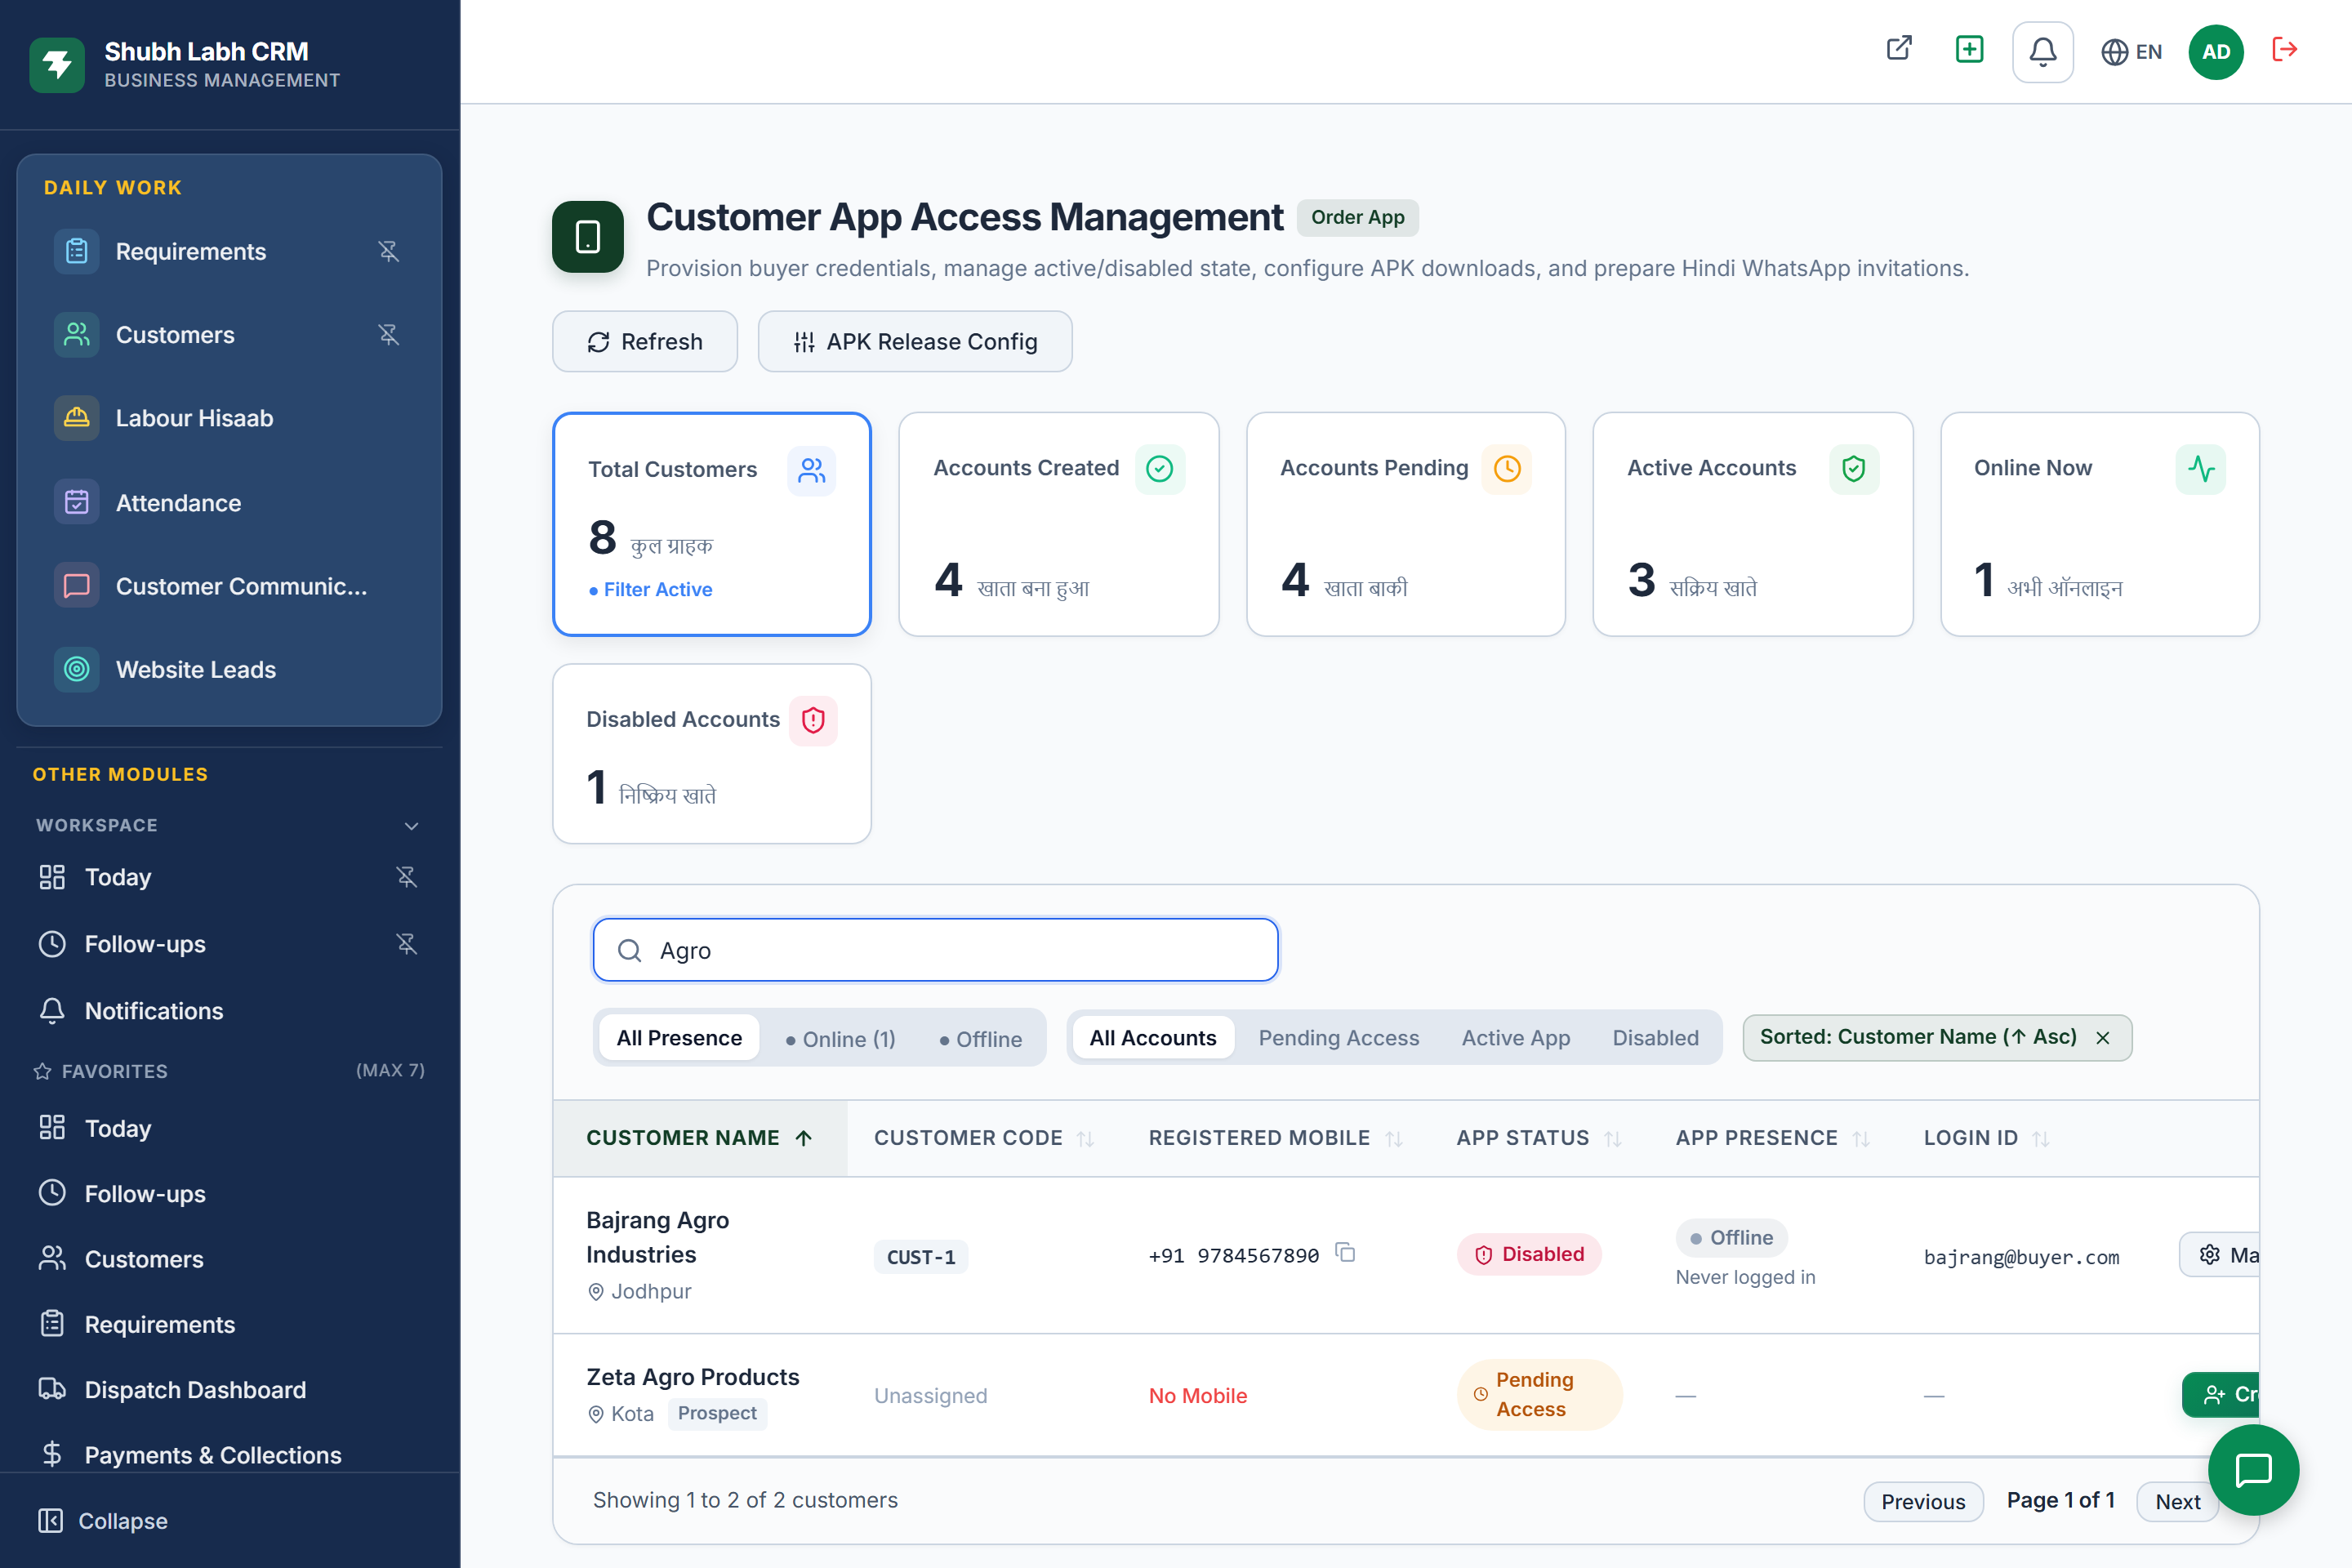 Shubh Labh CRM
BUSINESS MANAGEMENT
EN
AD
DAILY WORK
Requirements
Customers
Labour Hisaab
Attendance
Customer Communic...
Website Leads
OTHER MODULES
WORKSPACE
Today
Follow-ups
Notifications
FAVORITES (MAX 7)
Today
Follow-ups
Customers
Requirements
Dispatch Dashboard
Payments & Collections
Collapse
Customer App Access Management Order App
Provision buyer credentials, manage active/disabled state, configure APK downloads, and prepare Hindi WhatsApp invitations.
Refresh APK Release Config
Total Customers
8 कुल ग्राहक
• Filter Active
Accounts Created
4 खाता बना हुआ
Accounts Pending
4 खाता बाकी
Active Accounts
3 सक्रिय खाते
Online Now
1 अभी ऑनलाइन
Disabled Accounts
1 निष्क्रिय खाते
Agro
All Presence • Online (1) • Offline All Accounts Pending Access Active App Disabled Sorted: Customer Name (↑ Asc) ×
CUSTOMER NAME ↑ CUSTOMER CODE REGISTERED MOBILE APP STATUS APP PRESENCE LOGIN ID
Bajrang Agro
Industries
Jodhpur
CUST-1
+91 9784567890
Disabled
Offline
Never logged in
bajrang@buyer.com
Ma
Zeta Agro Products
Kota Prospect
Unassigned
No Mobile
Pending
Access
—
—
Cr
Showing 1 to 2 of 2 customers
Previous Page 1 of 1 Next